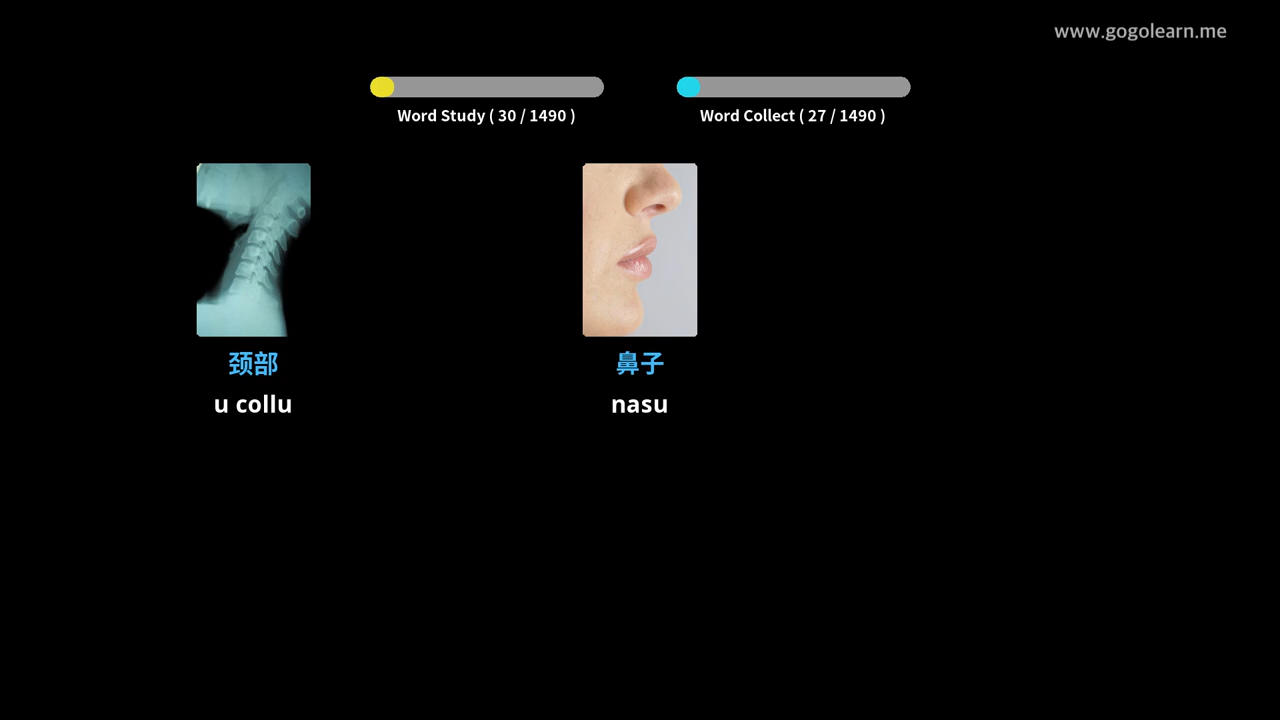 www.gogolearn.me
Word Study ( 30 / 1490 )
Word Collect ( 27 / 1490 )
颈部
u collu
鼻子
nasu